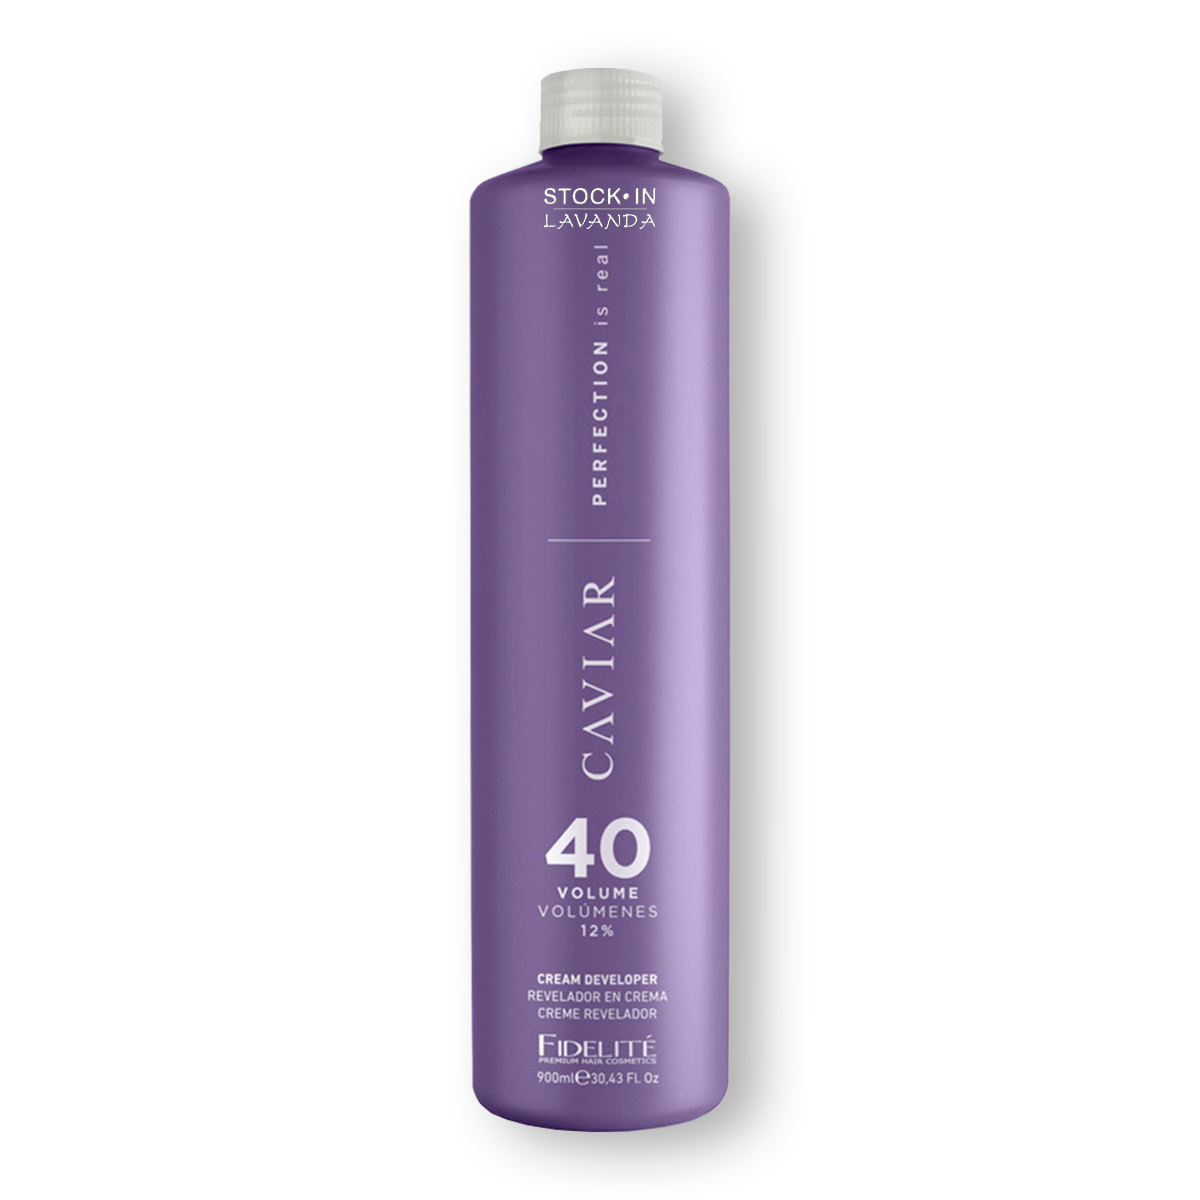 STOCK•IN
LAVANDA
PERFECTION is real
CAVIAR
40
VOLUME
VOLÚMENES
12%
CREAM DEVELOPER
REVELADOR EN CREMA
CREME REVELADOR
FIDELITÉ
PREMIUM HAIR COSMETICS
900ml℮30,43 Fl. Oz